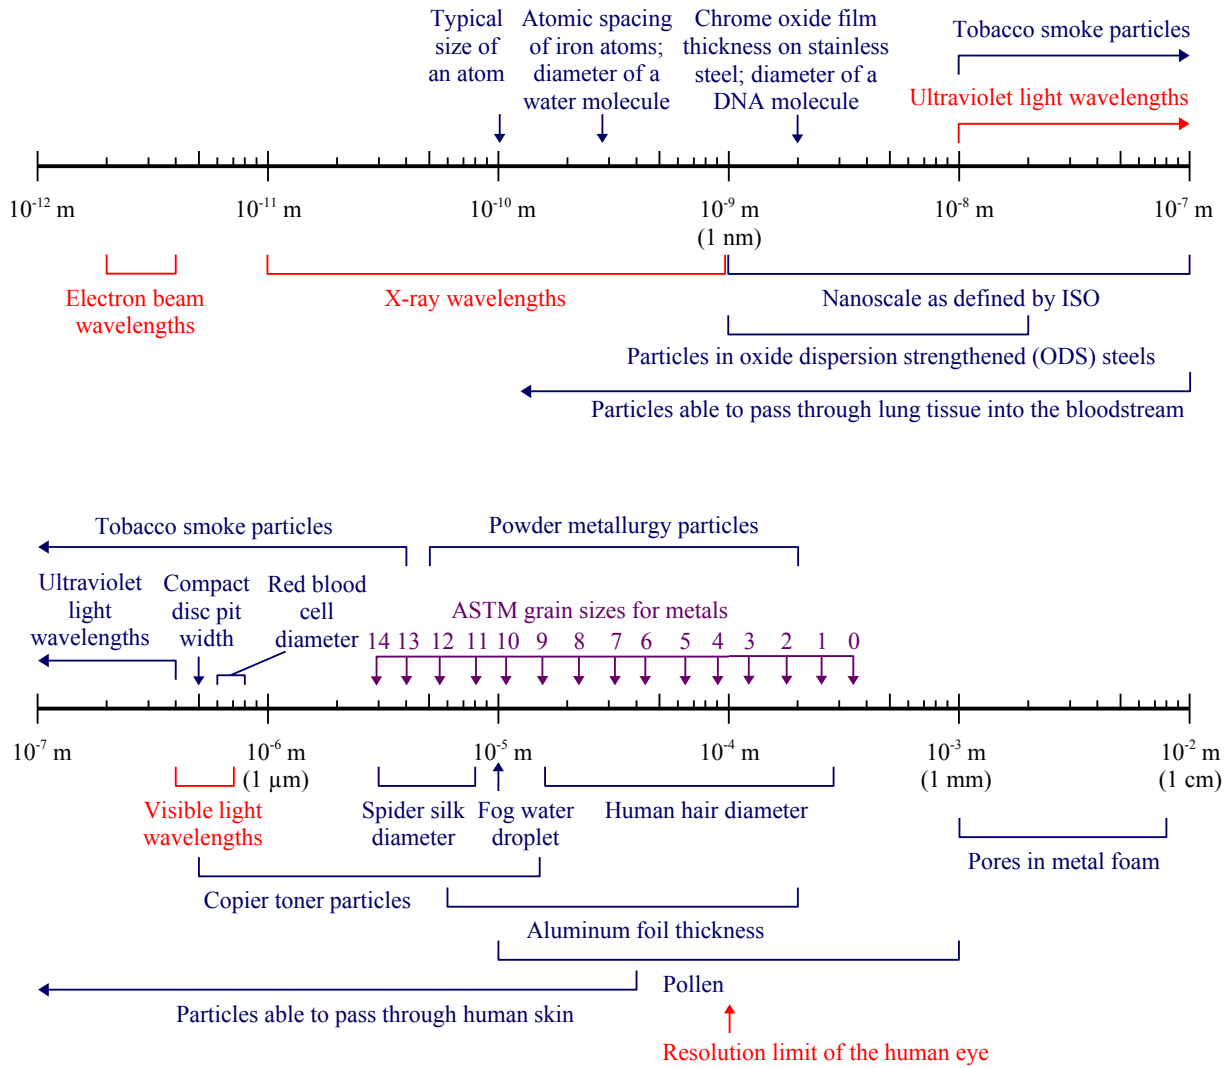 Typical
size of
an atom
Atomic spacing
of iron atoms;
diameter of a
water molecule
Chrome oxide film
thickness on stainless
steel; diameter of a
DNA molecule
Tobacco smoke particles
Ultraviolet light wavelengths
10⁻¹² m
10⁻¹¹ m
10⁻¹⁰ m
10⁻⁹ m
(1 nm)
10⁻⁸ m
10⁻⁷ m
Electron beam
wavelengths
X-ray wavelengths
Nanoscale as defined by ISO
Particles in oxide dispersion strengthened (ODS) steels
Particles able to pass through lung tissue into the bloodstream
Tobacco smoke particles
Powder metallurgy particles
Ultraviolet
light
wavelengths
Compact
disc pit
width
Red blood
cell
diameter
ASTM grain sizes for metals
14 13 12 11 10 9 8 7 6 5 4 3 2 1 0
10⁻⁷ m
10⁻⁶ m
(1 µm)
10⁻⁵ m
10⁻⁴ m
10⁻³ m
(1 mm)
10⁻² m
(1 cm)
Visible light
wavelengths
Spider silk
diameter
Fog water
droplet
Human hair diameter
Pores in metal foam
Copier toner particles
Aluminum foil thickness
Pollen
Particles able to pass through human skin
Resolution limit of the human eye